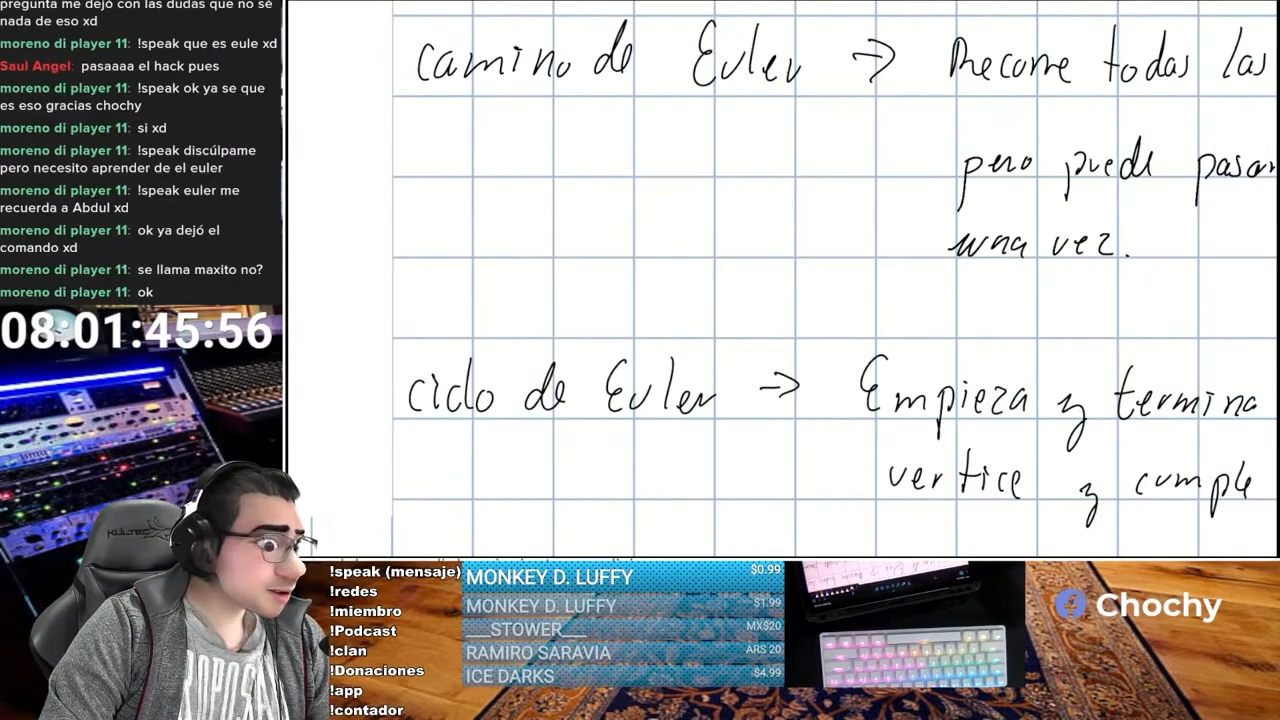 pregunta me dejó con las dudas que no sé
nada de eso xd
moreno di player 11: !speak que es eule xd
Saul Angel: pasaaaa el hack pues
moreno di player 11: !speak ok ya se que
es eso gracias chochy
moreno di player 11: si xd
moreno di player 11: !speak discúlpame
pero necesito aprender de el euler
moreno di player 11: !speak euler me
recuerda a Abdul xd
moreno di player 11: ok ya dejó el
comando xd
moreno di player 11: se llama maxito no?
moreno di player 11: ok
08:01:45:56
camino de Euler => Recorre todas las
pero puede pasar
una vez.
ciclo de Euler => Empieza y termina
vertice y cumple
!speak (mensaje)
!redes
!miembro
!Podcast
!clan
!Donaciones
!app
!contador
MONKEY D. LUFFY $0.99
MONKEY D. LUFFY $1.99
___STOWER___ MX$20
RAMIRO SARAVIA ARS 20
ICE DARKS $4.99
Chochy